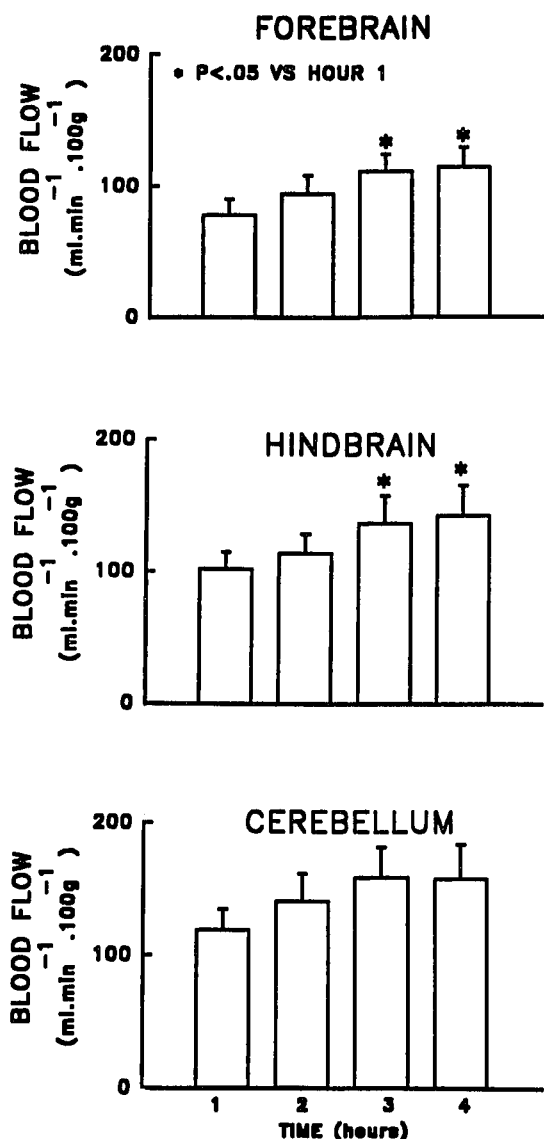 FOREBRAIN
* P<.05 VS HOUR 1
BLOOD FLOW
(ml.min⁻¹ .100g⁻¹)
200
100
0
*
*
HINDBRAIN
BLOOD FLOW
(ml.min⁻¹ .100g⁻¹)
200
100
0
*
*
CEREBELLUM
BLOOD FLOW
(ml.min⁻¹ .100g⁻¹)
200
100
0
1 2 3 4
TIME (hours)